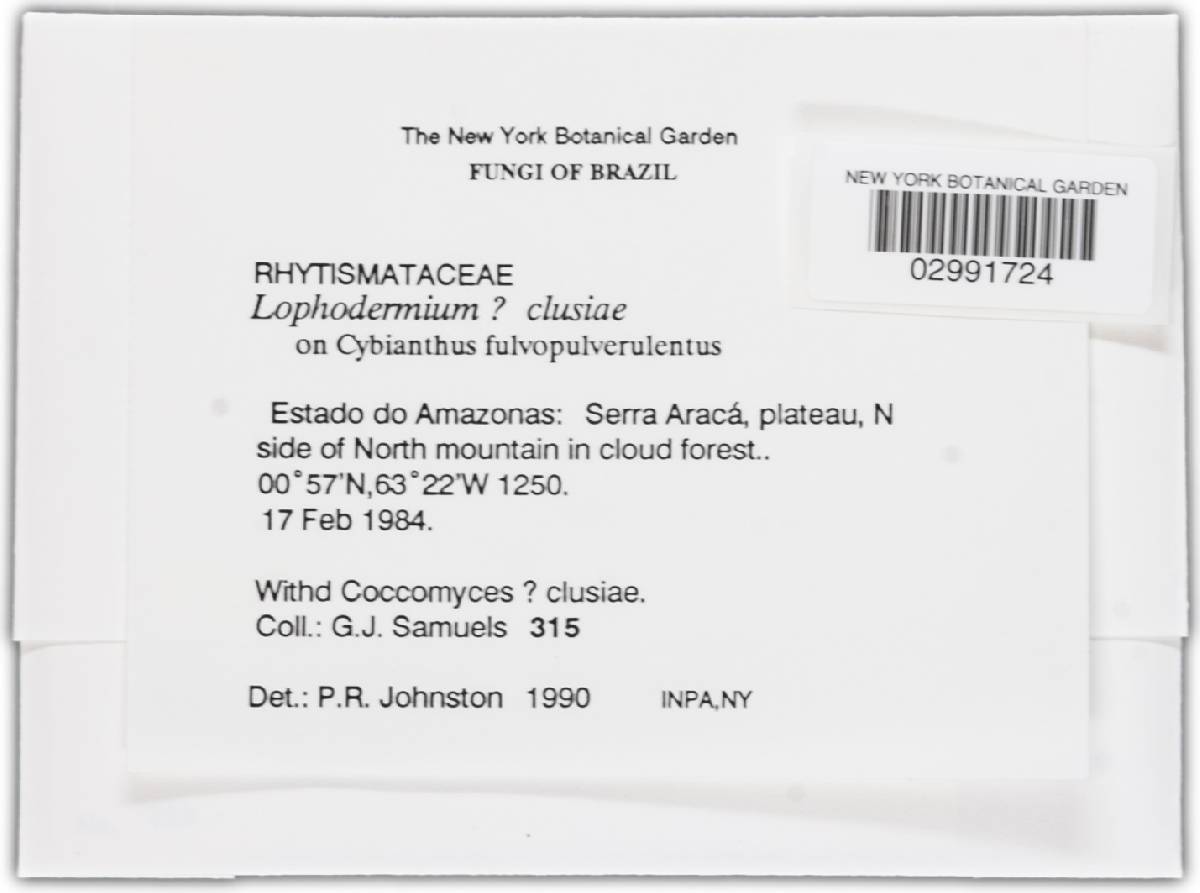 The New York Botanical Garden
FUNGI OF BRAZIL
NEW YORK BOTANICAL GARDEN
02991724
RHYTISMATACEAE
Lophodermium ? clusiae
on Cybianthus fulvopulverulentus
Estado do Amazonas: Serra Aracá, plateau, N
side of North mountain in cloud forest..
00°57'N,63°22'W 1250.
17 Feb 1984.
Withd Coccomyces ? clusiae.
Coll.: G.J. Samuels 315
Det.: P.R. Johnston 1990 INPA,NY